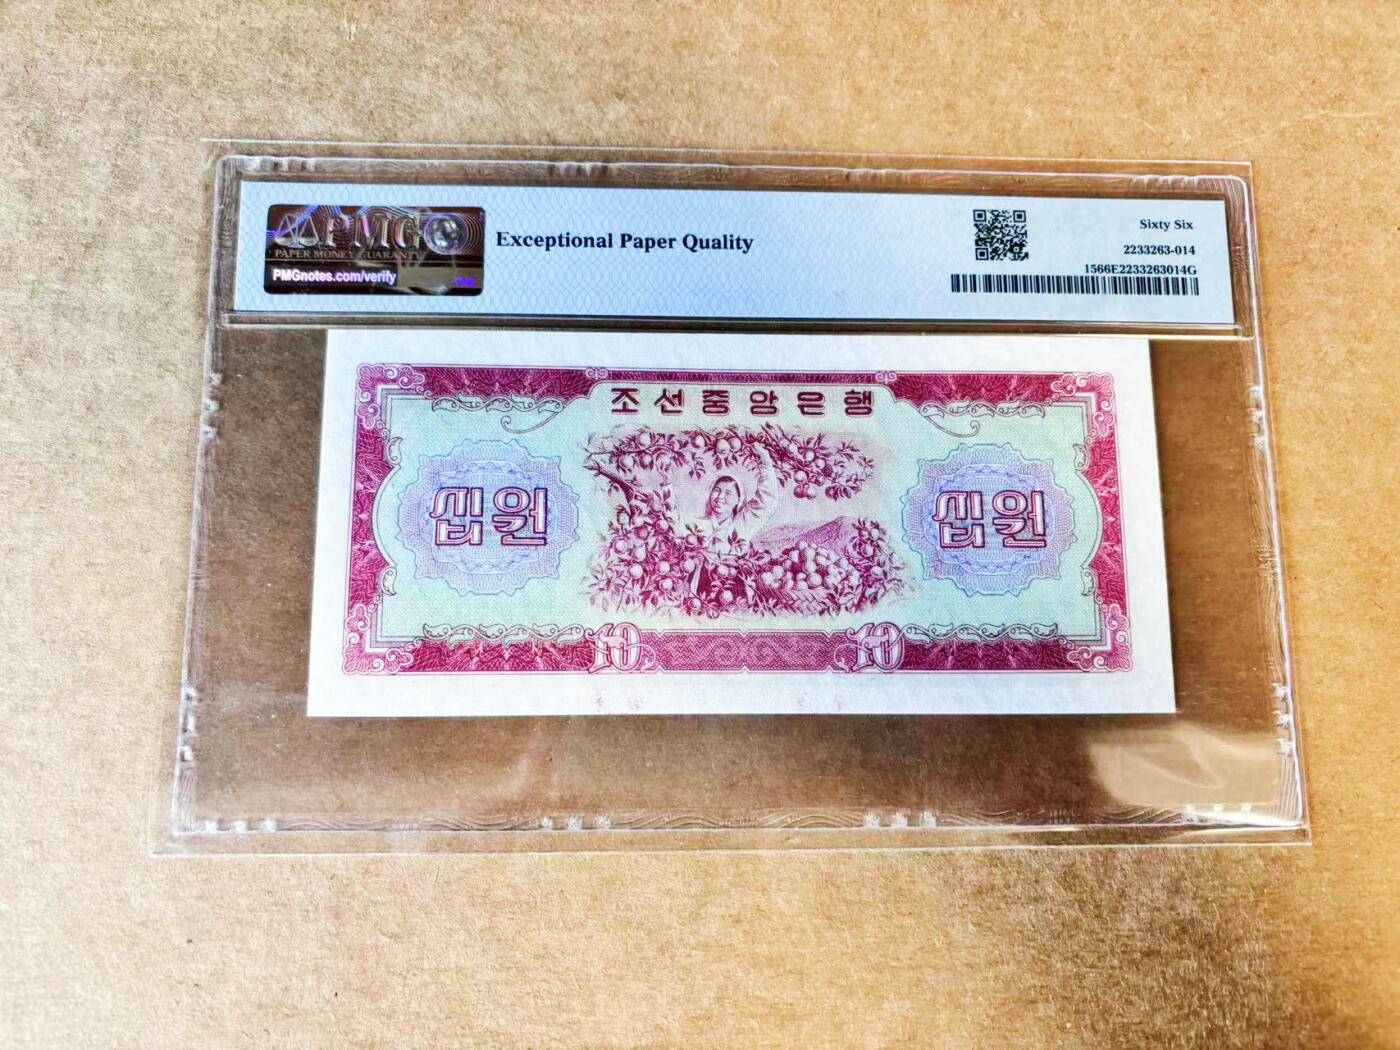 PMG
PAPER MONEY GUARANTY
PMGnotes.com/verify
Exceptional Paper Quality
Sixty Six
2233263-014
1566E2233263014G
조선중앙은행
십원
십원
10
10